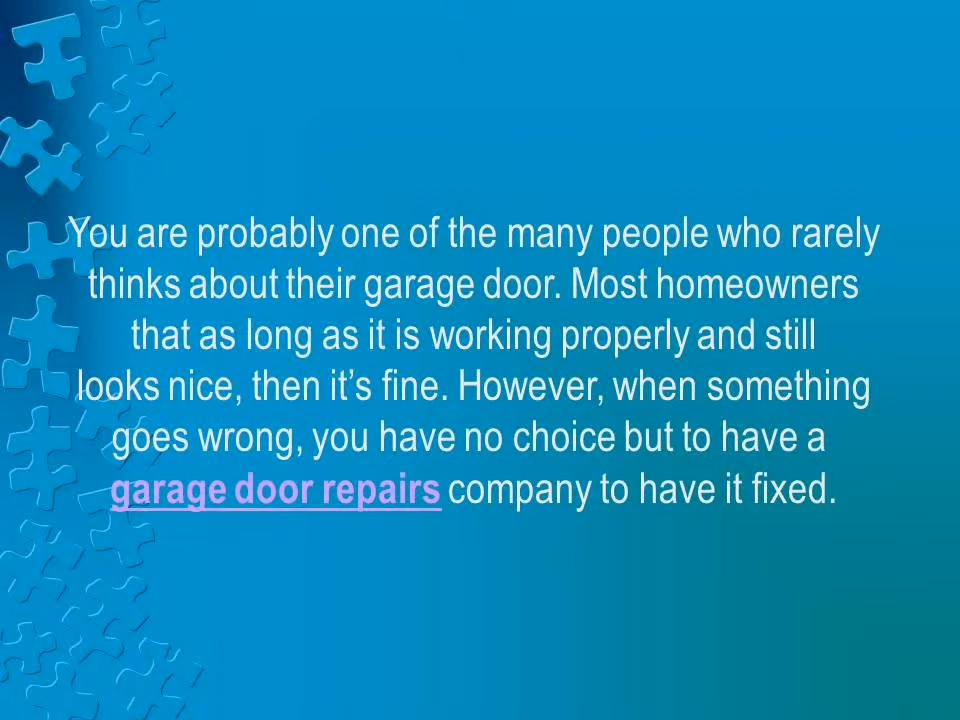 You are probably one of the many people who rarely
thinks about their garage door. Most homeowners
that as long as it is working properly and still
looks nice, then it’s fine. However, when something
goes wrong, you have no choice but to have a
garage door repairs company to have it fixed.